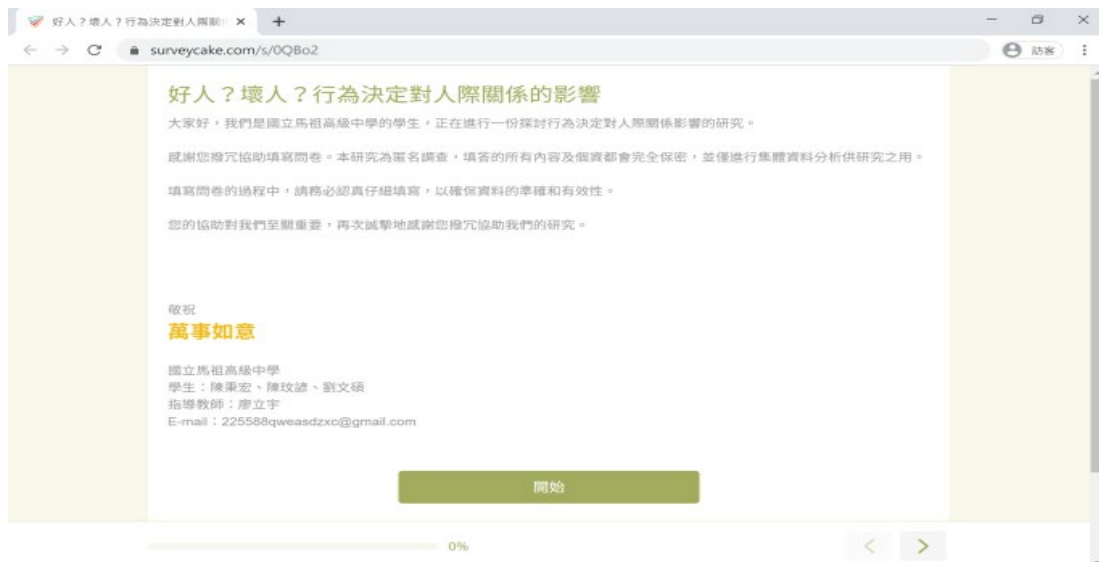 好人？壞人？行為決定對人際關係
surveycake.com/s/0QBo2
訪客
好人？壞人？行為決定對人際關係的影響
大家好，我們是國立馬祖高級中學的學生，正在進行一份探討行為決定對人際關係影響的研究。
感謝您撥冗協助填寫問卷。本研究為匿名調查，填答的所有內容及個資都會完全保密，並僅進行集體資料分析供研究之用。
填寫問卷的過程中，請務必認真仔細填寫，以確保資料的準確和有效性。
您的協助對我們至關重要，再次誠摯地感謝您撥冗協助我們的研究。
敬祝
萬事如意
國立馬祖高級中學
學生：陳秉宏、陳玟諺、劉文碩
指導教師：廖立宇
E-mail：225588qweasdzxc@gmail.com
開始
0%